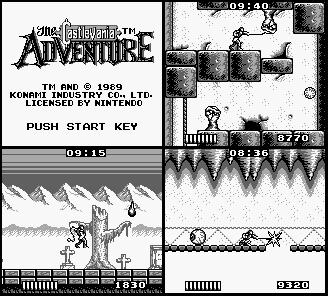 The Castlevania TM
ADVENTURE
TM AND © 1989
KONAMI INDUSTRY CO., LTD.
LICENSED BY NINTENDO
PUSH START KEY
09:40
8770
09:15
1830
08:36
9320